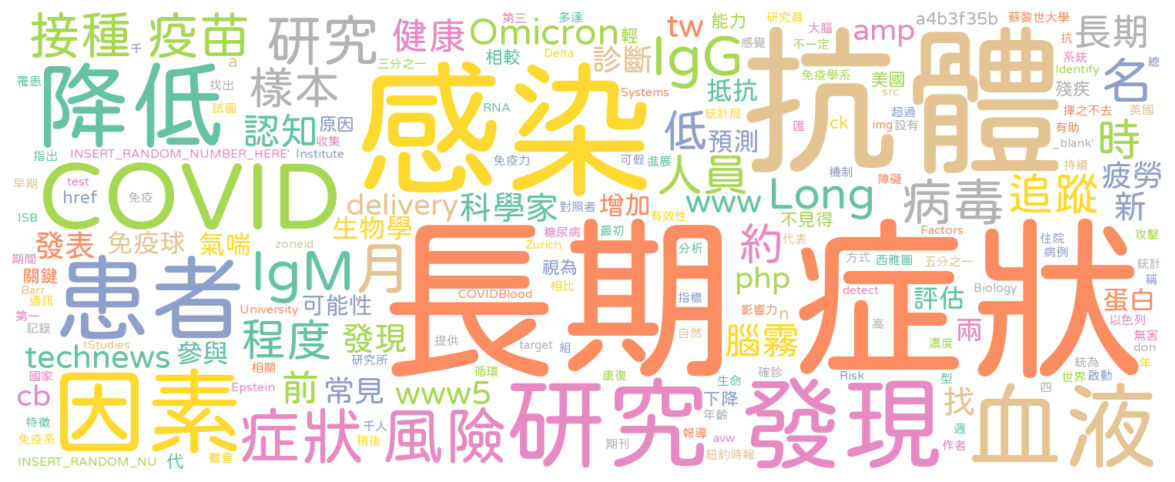 接種 疫苗 研究 健康 Omicron 第三 tw 多達 能力 研究員 大腦 蘇黎世大學 抗
千 輕 amp a4b3f35b 長期
相較 IgG 感覺 不一定 系統
罹患 a 找出 三分之一 診斷 Delta 免疫學系 美國 Identify 總
降低 樣本 感染 抵抗 抗體 src 殘疾 名
試圖 RNA Systems 超過 揮之不去 英國
認知 原因 統計局 匯 ck img 設有 有助 時
指出 INSERT_RANDOM_NUMBER_HERE' 收集 Institute 低 預測 _blank'
早期 test 免疫力 可假 進展 機制 障礙 持續 疲勞
COVID 人員 Long 病毒 追蹤
ISB href 免疫 delivery 科學家 對照者 增加 www 不見得 新
發表 免疫球 氣喘 生物學 糖尿病 最初 有效性 代表 Factors 住院 攻擊
期間 zoneid Zurich 長期 約 症狀 病例
關鍵 患者 IgM 月 視為 分析 方式 西雅圖 五分之一 統計
Barr 相比 php 稱
通訊 COVIDBlood 指標 detect 評估 Biology 蛋白
第一 University 可能性 影響力 n 以色列
記錄 tStudies 程度 發現 提供 target 自然 腦霧 高 兩 無害
technews 參與 相關 研究所 組 濃度 don
國家 循環 Risk 統為 年
cb Epstein 前 常見 www5 康復 確診 型 世界 啟動
特徵 因素 千人 生命 下降 找 四
症狀 風險 研究 年齡 發現 週 血液
免疫系 體會 稍後 報導 作者
INSERT_RANDOM_NU 代 期刊 avw 紐約時報